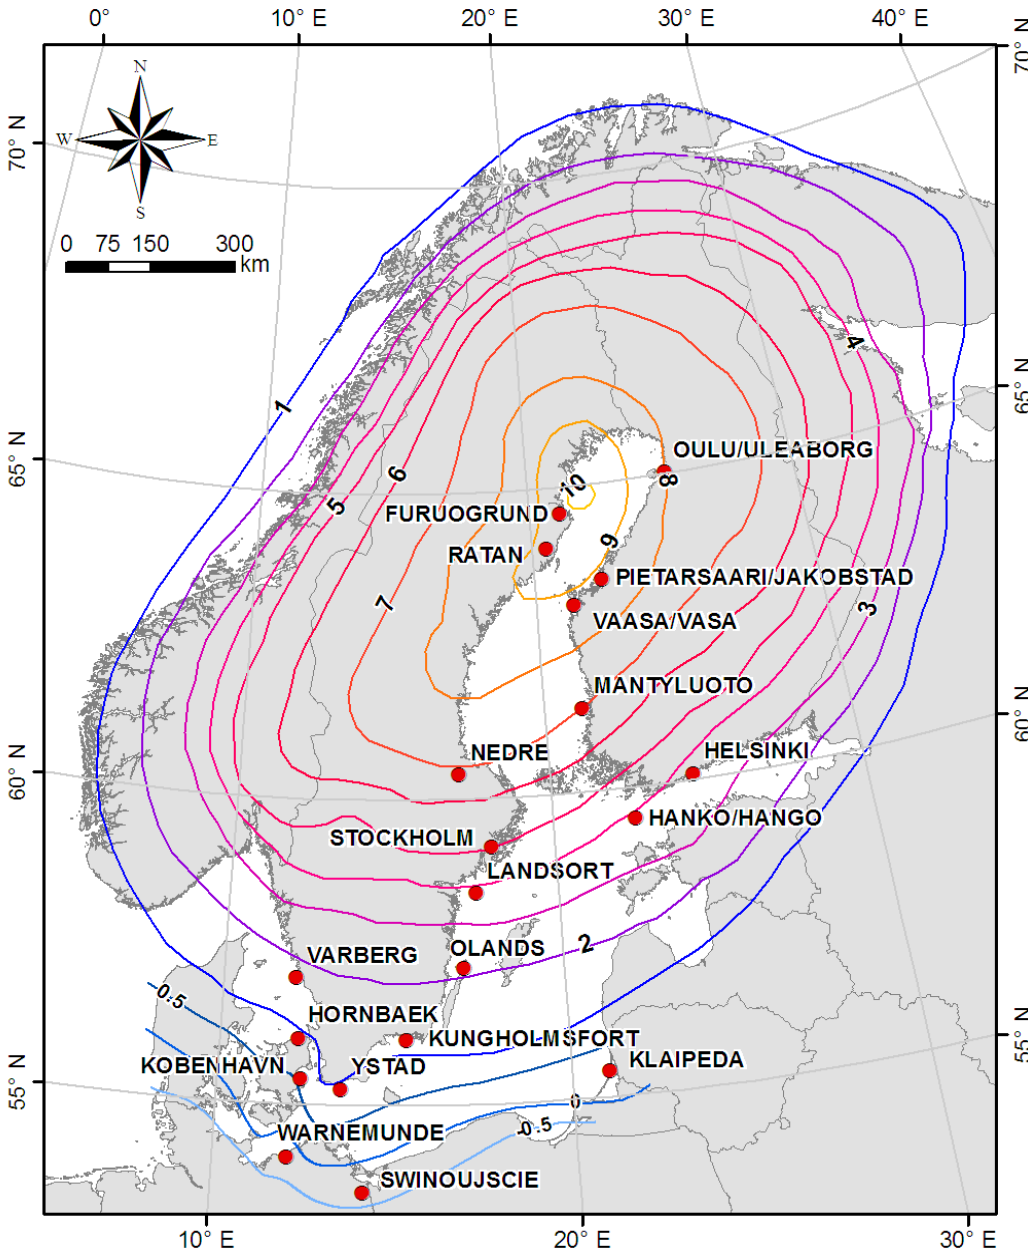 0°
10° E
20° E
30° E
40° E
70° N
70° N
N
W
E
S
0 75 150 300
km
1
4
65° N
65° N
OULU/ULEABORG
6
8
10
5
FURUOGRUND
9
RATAN
PIETARSAARI/JAKOBSTAD
7
3
VAASA/VASA
MANTYLUOTO
60° N
60° N
NEDRE
HELSINKI
HANKO/HANGO
STOCKHOLM
LANDSORT
2
VARBERG
OLANDS
0.5
HORNBAEK
KUNGHOLMSFORT
55° N
55° N
KOBENHAVN
YSTAD
KLAIPEDA
0
-0.5
WARNEMUNDE
SWINOUJSCIE
10° E
20° E
30° E